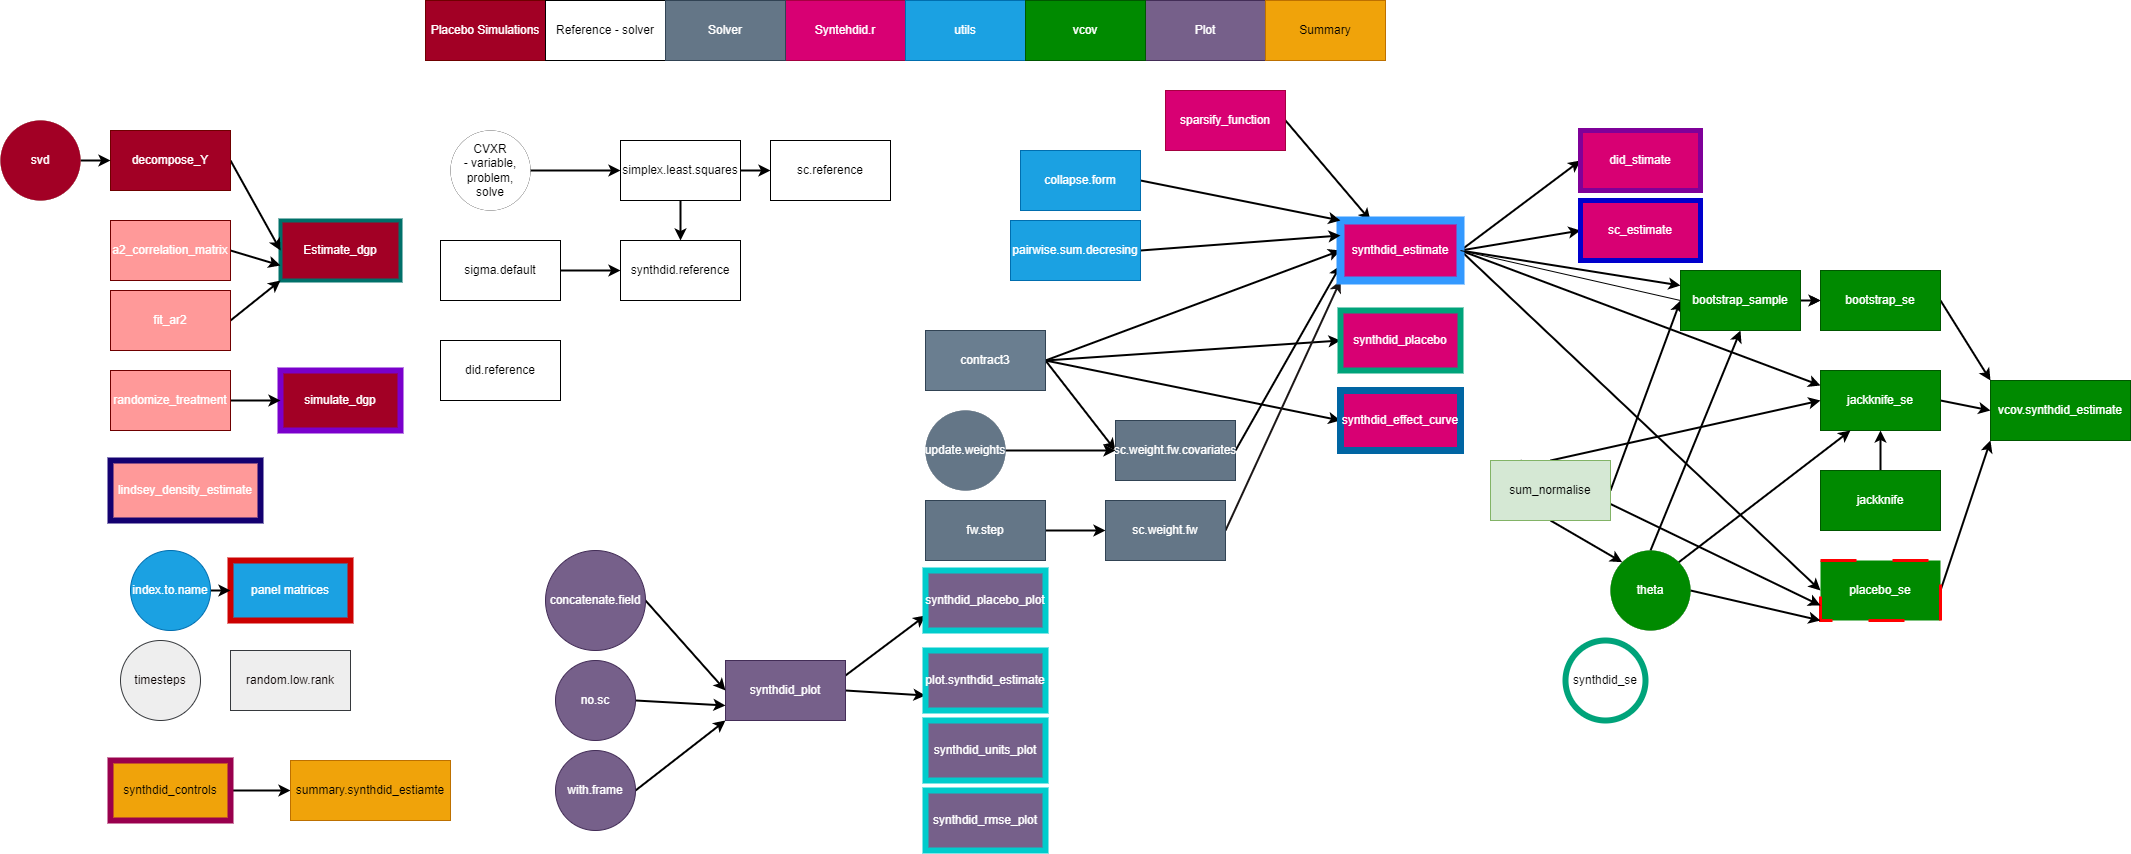 Placebo Simulations
Reference - solver
Solver
Syntehdid.r
utils
vcov
Plot
Summary
svd
decompose_Y
a2_correlation_matrix
Estimate_dgp
fit_ar2
randomize_treatment
simulate_dgp
lindsey_density_estimate
index.to.name
panel matrices
timesteps
random.low.rank
synthdid_controls
summary.synthdid_estiamte
CVXR
- variable,
problem,
solve
simplex.least.squares
sc.reference
sigma.default
synthdid.reference
did.reference
concatenate.field
no.sc
with.frame
synthdid_plot
synthdid_placebo_plot
plot.synthdid_estimate
synthdid_units_plot
synthdid_rmse_plot
sparsify_function
collapse.form
pairwise.sum.decresing
contract3
update.weights
sc.weight.fw.covariates
fw.step
sc.weight.fw
synthdid_estimate
synthdid_placebo
synthdid_effect_curve
did_stimate
sc_estimate
bootstrap_sample
bootstrap_se
jackknife_se
vcov.synthdid_estimate
sum_normalise
jackknife
theta
placebo_se
synthdid_se